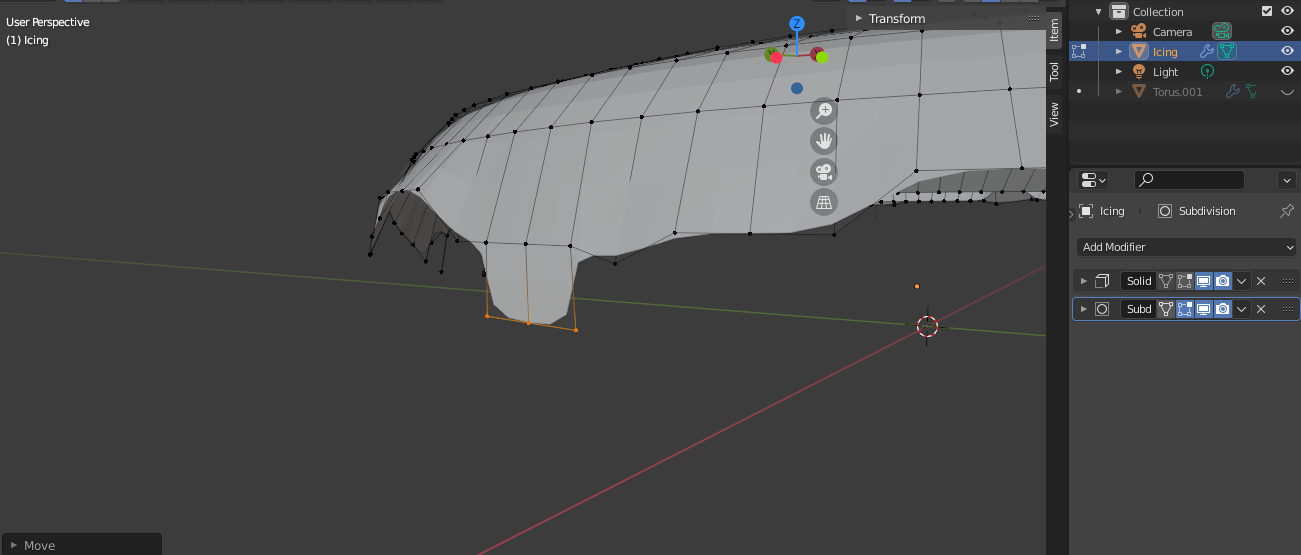 User Perspective
(1) Icing
Transform
Z
Y
Item
Tool
View
Collection
Camera
Icing
Light
Torus.001
Icing
Subdivision
Add Modifier
Solid
Subd
Move